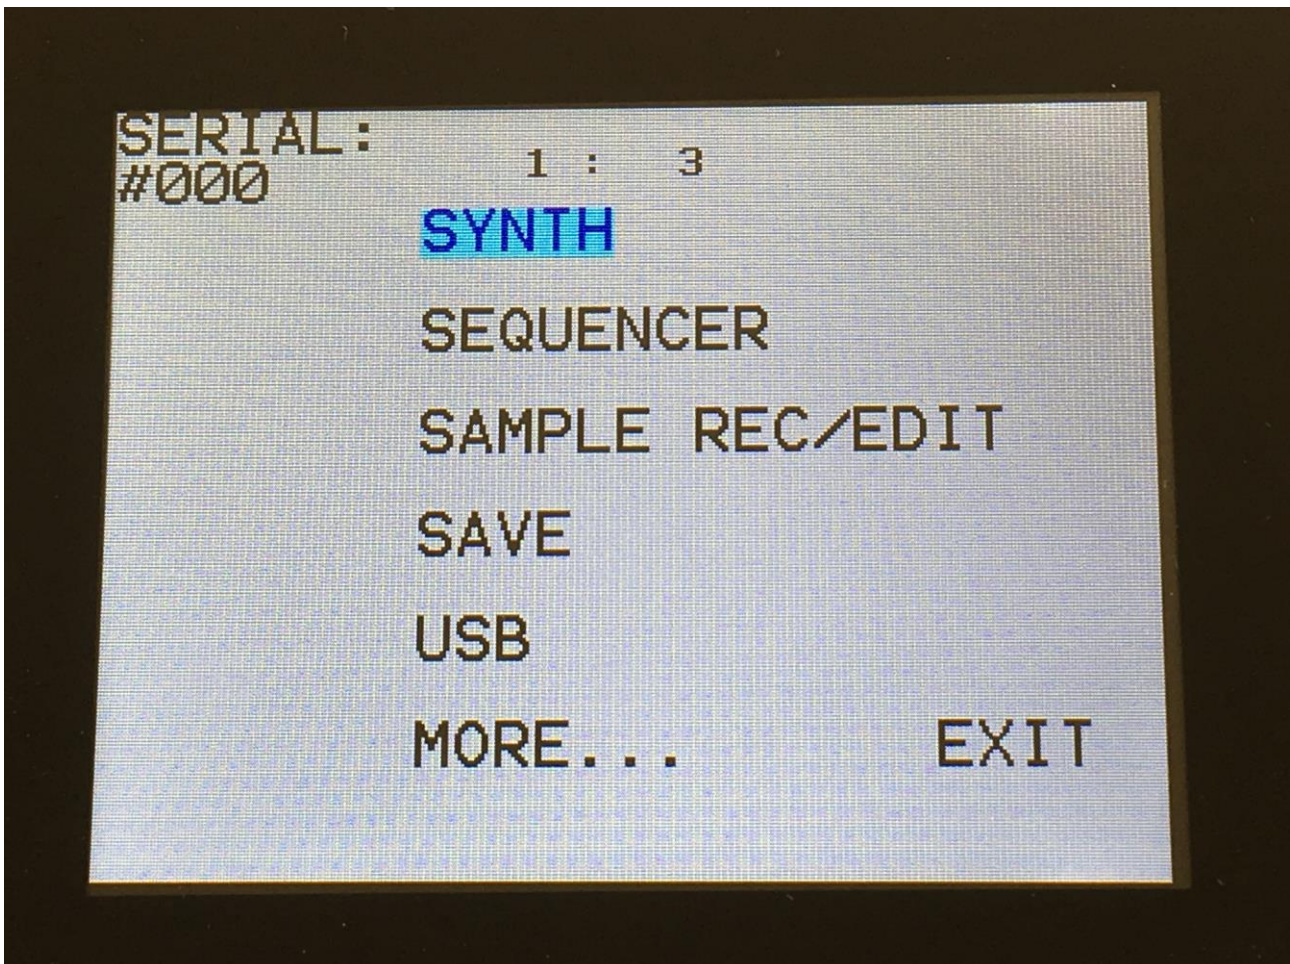 SERIAL:
#000
1 : 3
SYNTH
SEQUENCER
SAMPLE REC/EDIT
SAVE
USB
MORE... EXIT